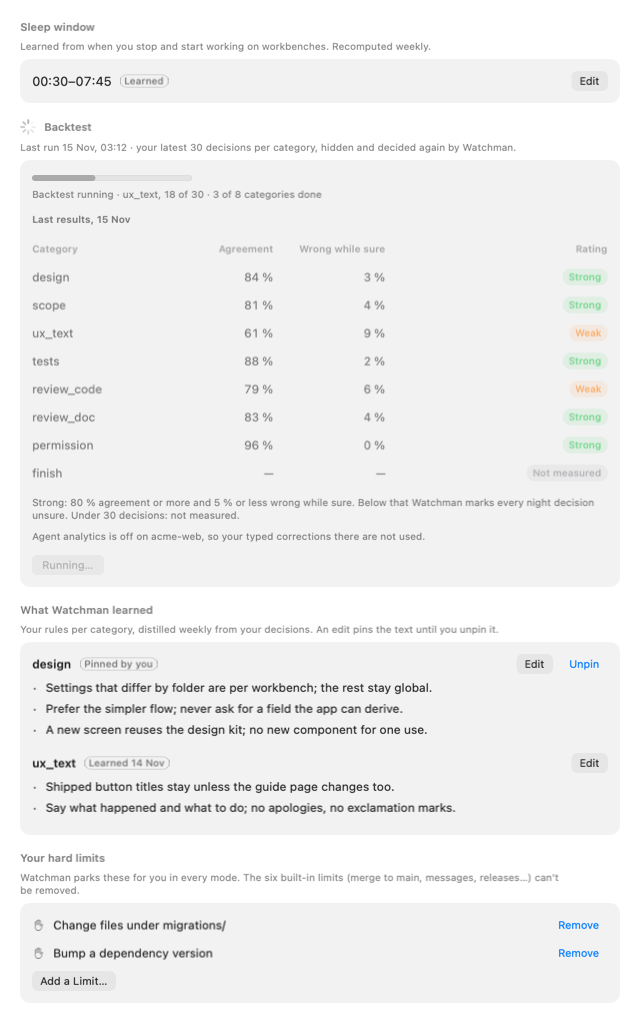 Sleep window
Learned from when you stop and start working on workbenches. Recomputed weekly.
00:30–07:45 Learned Edit
Backtest
Last run 15 Nov, 03:12 · your latest 30 decisions per category, hidden and decided again by Watchman.
Backtest running · ux_text, 18 of 30 · 3 of 8 categories done
Last results, 15 Nov
Category Agreement Wrong while sure Rating
design 84 % 3 % Strong
scope 81 % 4 % Strong
ux_text 61 % 9 % Weak
tests 88 % 2 % Strong
review_code 79 % 6 % Weak
review_doc 83 % 4 % Strong
permission 96 % 0 % Strong
finish — — Not measured
Strong: 80 % agreement or more and 5 % or less wrong while sure. Below that Watchman marks every night decision
unsure. Under 30 decisions: not measured.
Agent analytics is off on acme-web, so your typed corrections there are not used.
Running…
What Watchman learned
Your rules per category, distilled weekly from your decisions. An edit pins the text until you unpin it.
design Pinned by you Edit Unpin
· Settings that differ by folder are per workbench; the rest stay global.
· Prefer the simpler flow; never ask for a field the app can derive.
· A new screen reuses the design kit; no new component for one use.
ux_text Learned 14 Nov Edit
· Shipped button titles stay unless the guide page changes too.
· Say what happened and what to do; no apologies, no exclamation marks.
Your hard limits
Watchman parks these for you in every mode. The six built-in limits (merge to main, messages, releases…) can't
be removed.
Change files under migrations/ Remove
Bump a dependency version Remove
Add a Limit…